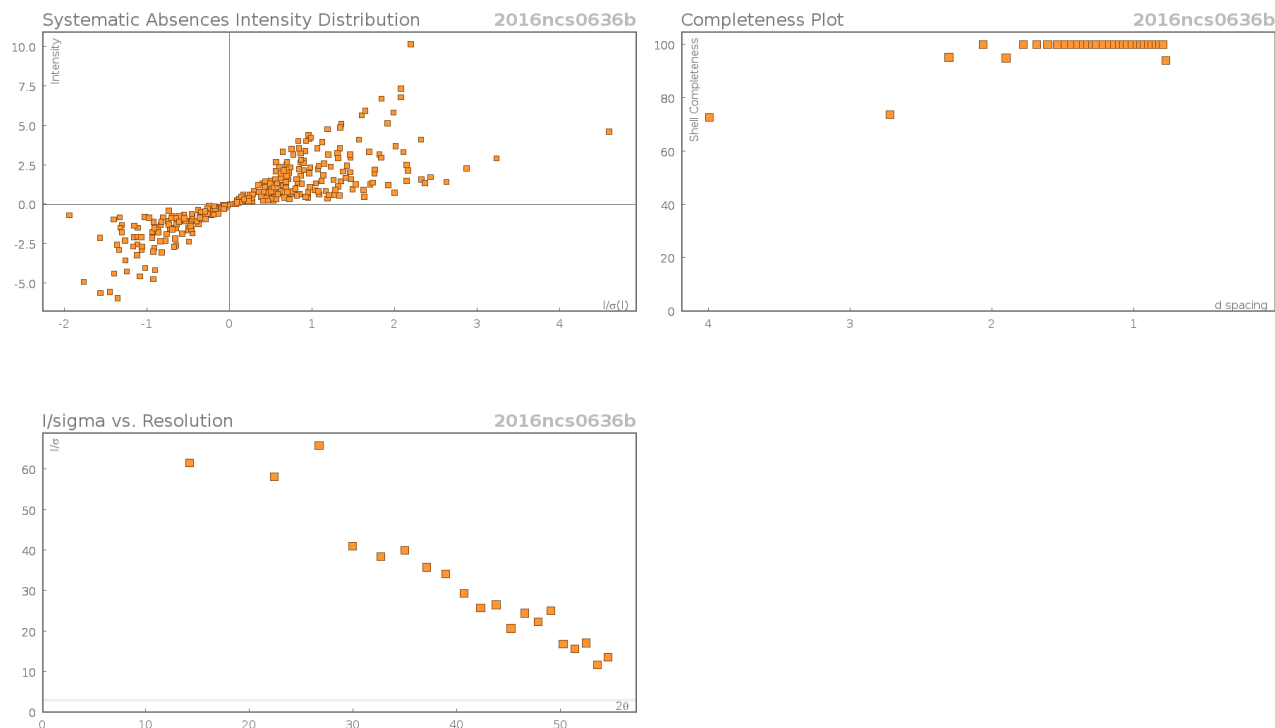 Systematic Absences Intensity Distribution 2016ncs0636b
Intensity
10.0
7.5
5.0
2.5
0.0
-2.5
-5.0
I/σ(I)
-2 -1 0 1 2 3 4
Completeness Plot 2016ncs0636b
Shell Completeness
100
80
60
40
20
0
d spacing
4 3 2 1
I/sigma vs. Resolution 2016ncs0636b
I/σ
60
50
40
30
20
10
0
2θ
0 10 20 30 40 50